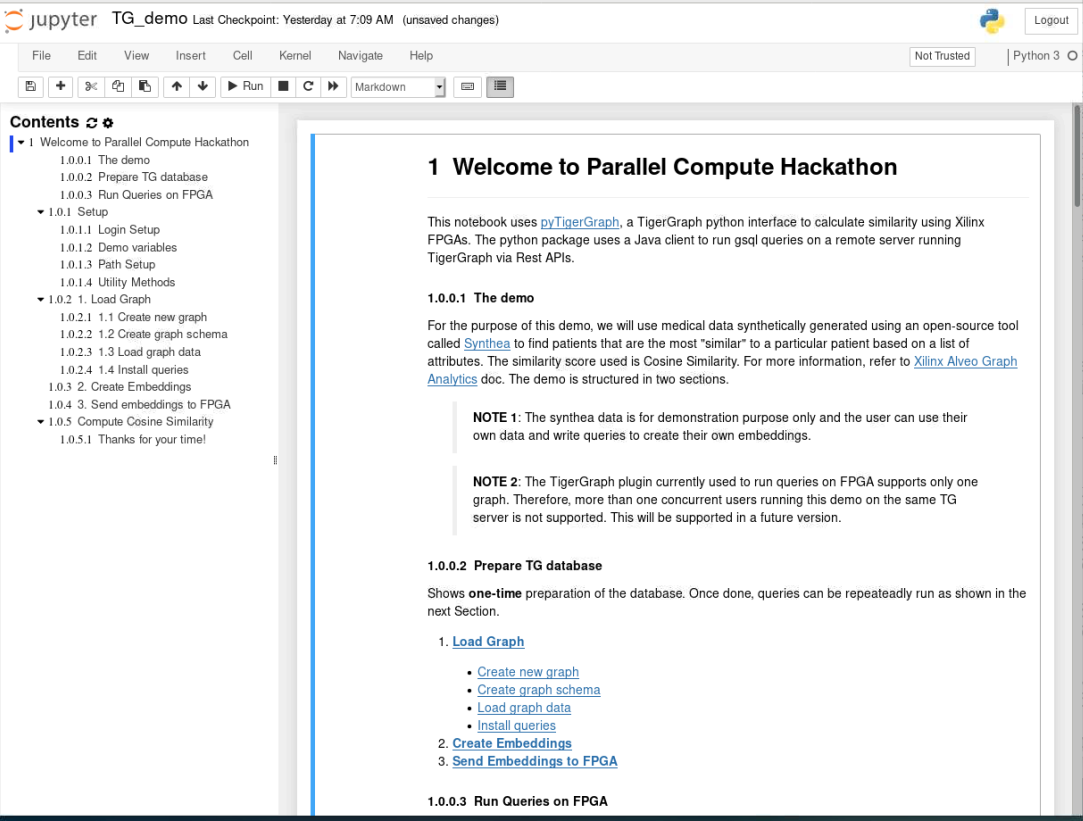 jupyter TG_demo Last Checkpoint: Yesterday at 7:09 AM (unsaved changes) Logout
File Edit View Insert Cell Kernel Navigate Help Not Trusted Python 3
Run Markdown
Contents
1 Welcome to Parallel Compute Hackathon
1.0.0.1 The demo
1.0.0.2 Prepare TG database
1.0.0.3 Run Queries on FPGA
1.0.1 Setup
1.0.1.1 Login Setup
1.0.1.2 Demo variables
1.0.1.3 Path Setup
1.0.1.4 Utility Methods
1.0.2 1. Load Graph
1.0.2.1 1.1 Create new graph
1.0.2.2 1.2 Create graph schema
1.0.2.3 1.3 Load graph data
1.0.2.4 1.4 Install queries
1.0.3 2. Create Embeddings
1.0.4 3. Send embeddings to FPGA
1.0.5 Compute Cosine Similarity
1.0.5.1 Thanks for your time!
1 Welcome to Parallel Compute Hackathon
This notebook uses pyTigerGraph, a TigerGraph python interface to calculate similarity using Xilinx
FPGAs. The python package uses a Java client to run gsql queries on a remote server running
TigerGraph via Rest APIs.
1.0.0.1 The demo
For the purpose of this demo, we will use medical data synthetically generated using an open-source tool
called Synthea to find patients that are the most "similar" to a particular patient based on a list of
attributes. The similarity score used is Cosine Similarity. For more information, refer to Xilinx Alveo Graph
Analytics doc. The demo is structured in two sections.
NOTE 1: The synthea data is for demonstration purpose only and the user can use their
own data and write queries to create their own embeddings.
NOTE 2: The TigerGraph plugin currently used to run queries on FPGA supports only one
graph. Therefore, more than one concurrent users running this demo on the same TG
server is not supported. This will be supported in a future version.
1.0.0.2 Prepare TG database
Shows one-time preparation of the database. Once done, queries can be repeateadly run as shown in the
next Section.
1. Load Graph
• Create new graph
• Create graph schema
• Load graph data
• Install queries
2. Create Embeddings
3. Send Embeddings to FPGA
1.0.0.3 Run Queries on FPGA